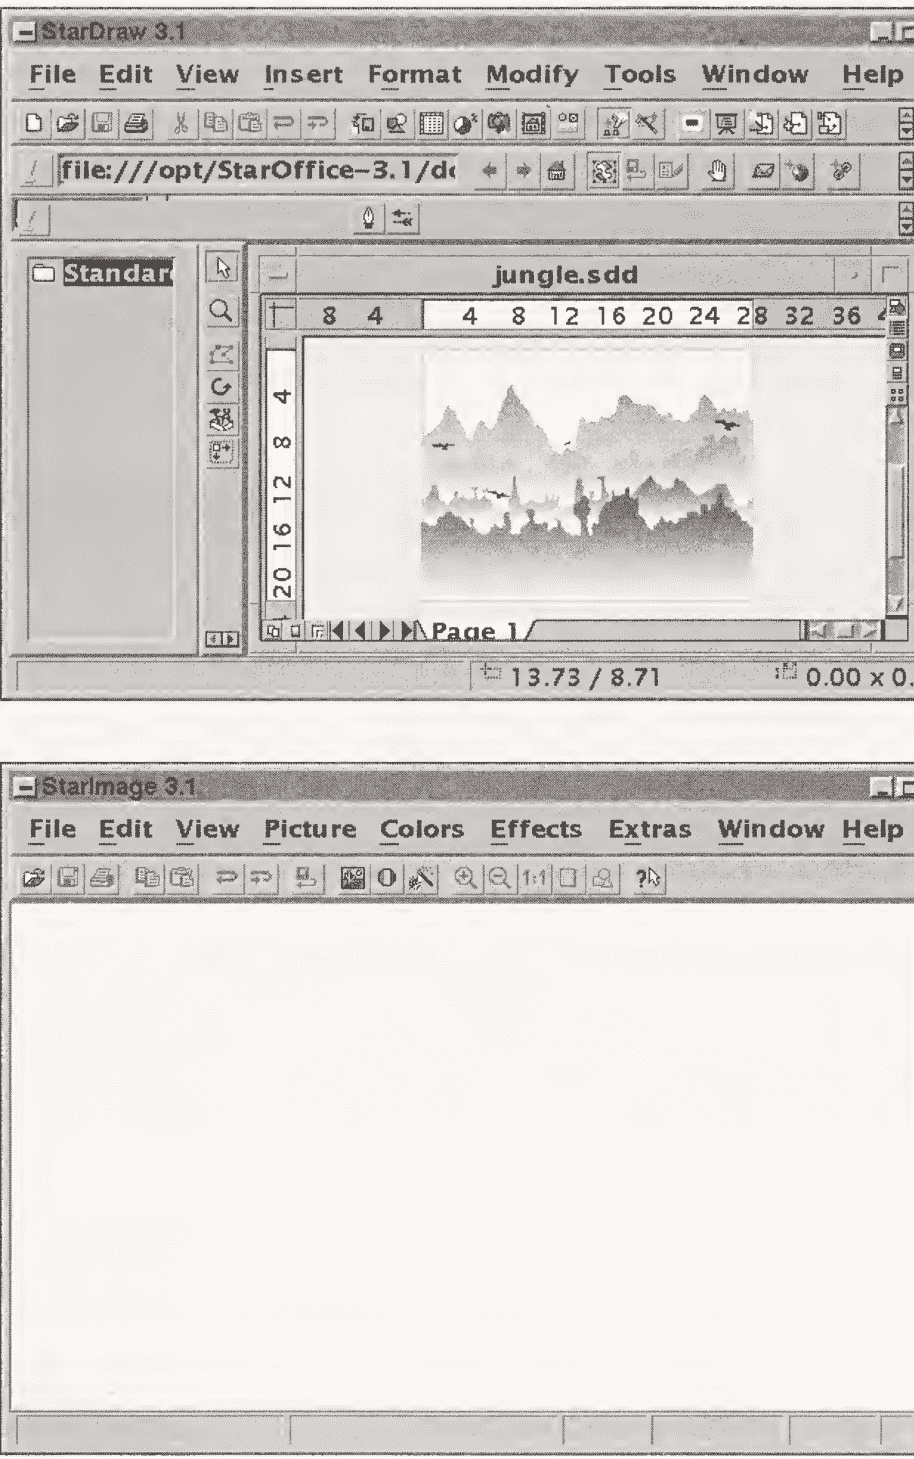 StarDraw 3.1
File Edit View Insert Format Modify Tools Window Help
file:///opt/StarOffice-3.1/d
Standar
jungle.sdd
8 4 4 8 12 16 20 24 28 32 36
4
8
12
16
20
Page 1
13.73 / 8.71 0.00 x 0.
StarImage 3.1
File Edit View Picture Colors Effects Extras Window Help
1:1
?